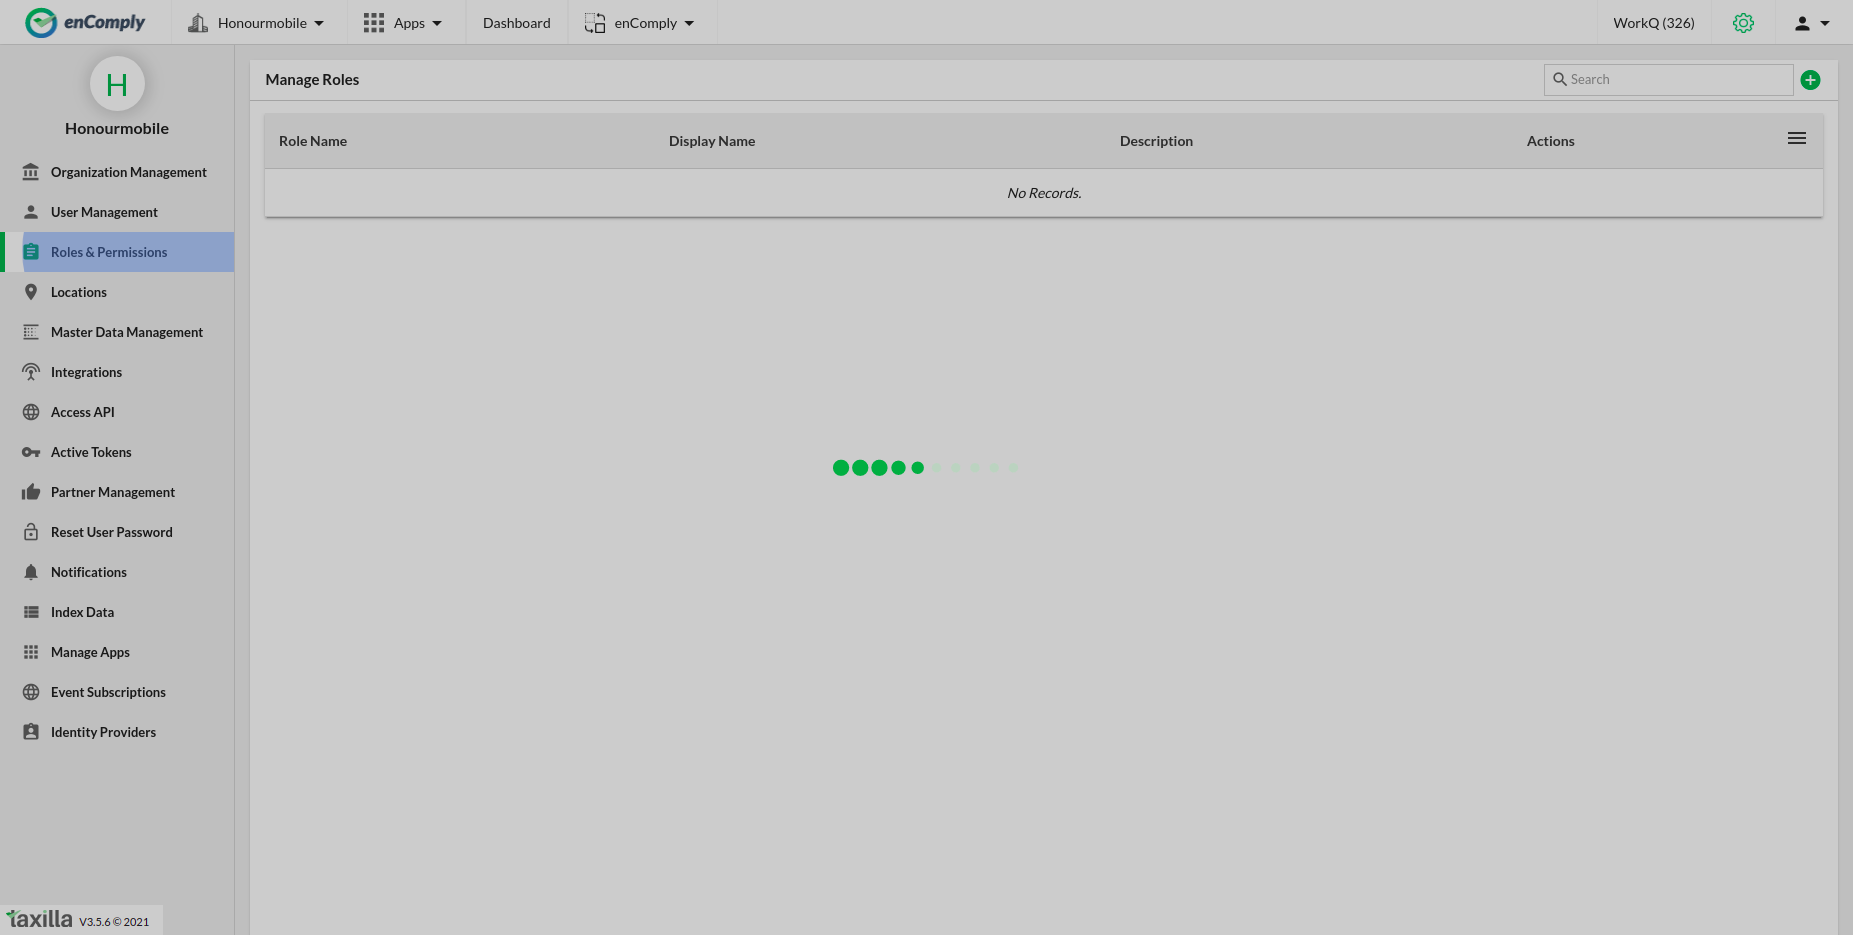 enComply
Honourmobile
Apps
Dashboard
enComply
WorkQ (326)
H
Honourmobile
Organization Management
User Management
Roles & Permissions
Locations
Master Data Management
Integrations
Access API
Active Tokens
Partner Management
Reset User Password
Notifications
Index Data
Manage Apps
Event Subscriptions
Identity Providers
taxilla V3.5.6 © 2021
Manage Roles
Search
Role Name Display Name Description Actions
No Records.